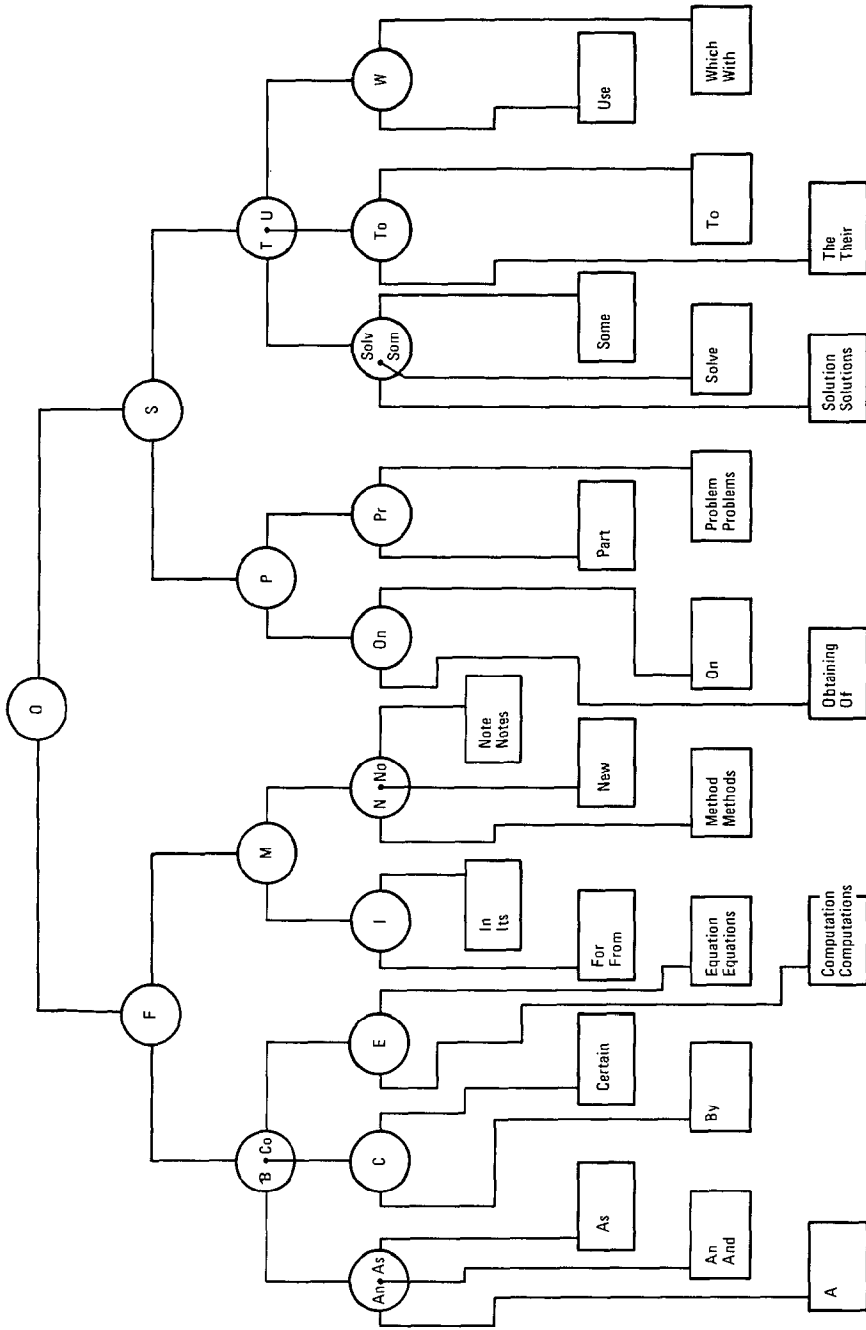 O
F
S
B Co
M
P
T U
An As
C
E
I
N No
On
Pr
Solv
Som
To
W
A
An
And
As
By
Certain
Computation
Computations
Equation
Equations
For
From
In
Its
Method
Methods
New
Note
Notes
Obtaining
Of
On
Part
Problem
Problems
Solution
Solutions
Solve
Some
The
Their
To
Use
Which
With